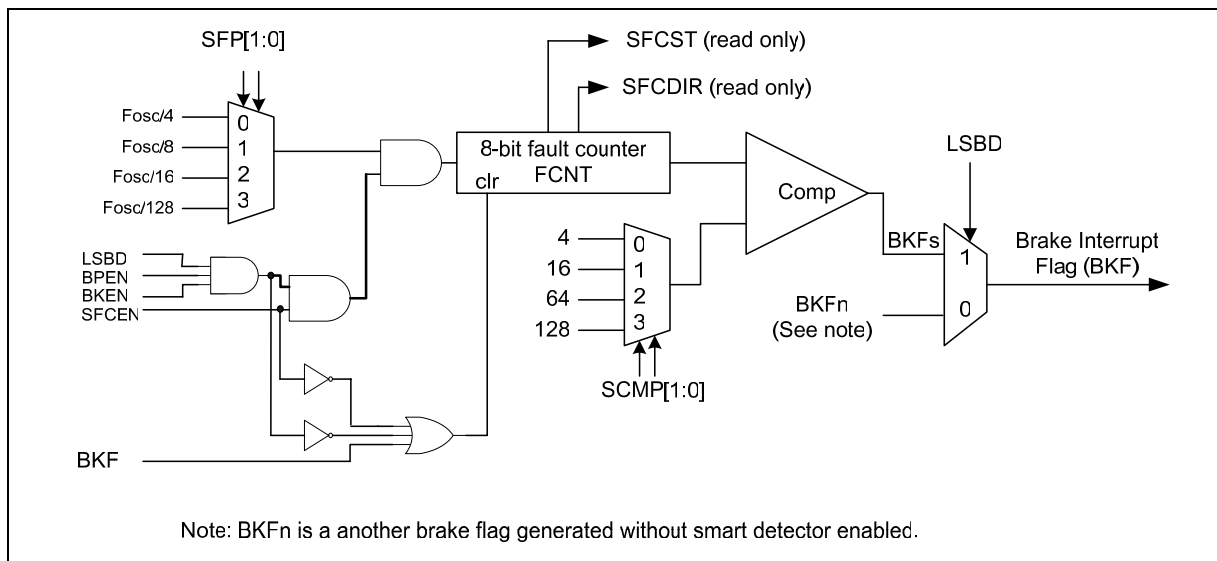 SFP[1:0]
SFCST (read only)
SFCDIR (read only)
Fosc/4
Fosc/8
Fosc/16
Fosc/128
0
1
2
3
8-bit fault counter
FCNT
clr
LSBD
BPEN
BKEN
SFCEN
4
16
64
128
0
1
2
3
SCMP[1:0]
Comp
LSBD
BKFs
1
0
BKFn
(See note)
Brake Interrupt
Flag (BKF)
BKF
Note: BKFn is a another brake flag generated without smart detector enabled.